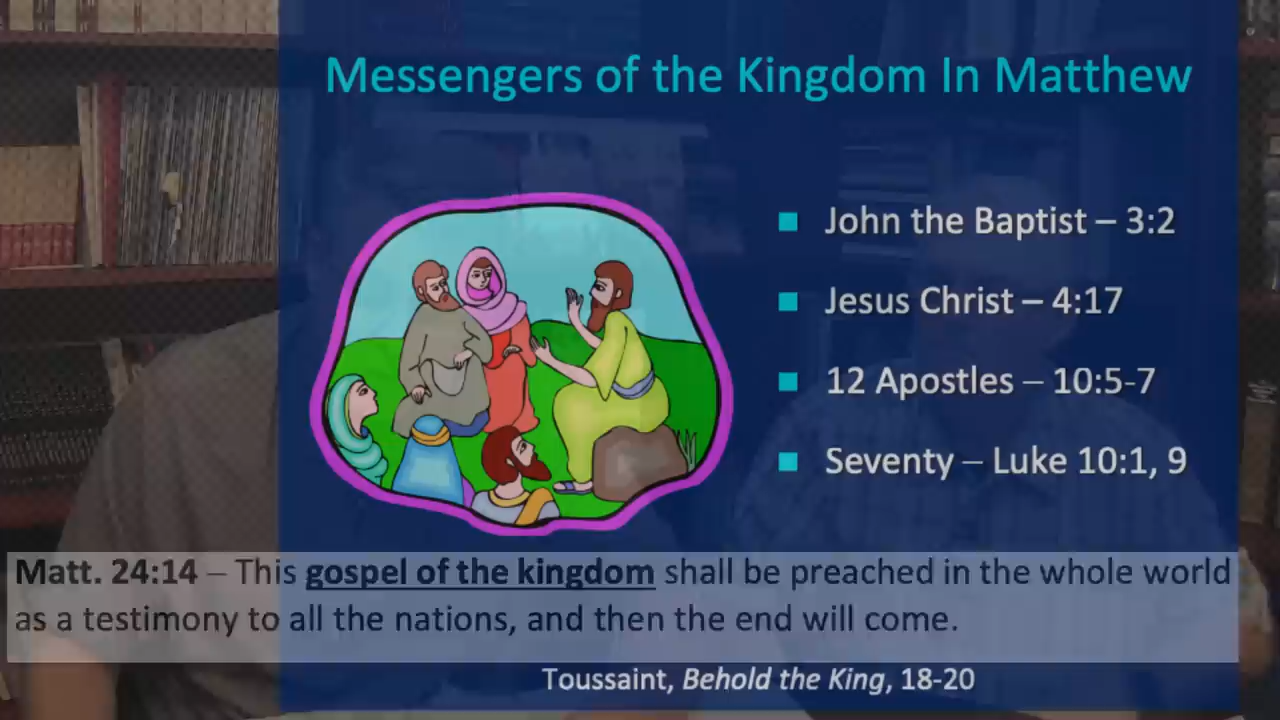 Messengers of the Kingdom In Matthew
■ John the Baptist – 3:2
■ Jesus Christ – 4:17
■ 12 Apostles – 10:5-7
■ Seventy – Luke 10:1, 9
Matt. 24:14 – This gospel of the kingdom shall be preached in the whole world
as a testimony to all the nations, and then the end will come.
Toussaint, Behold the King, 18-20